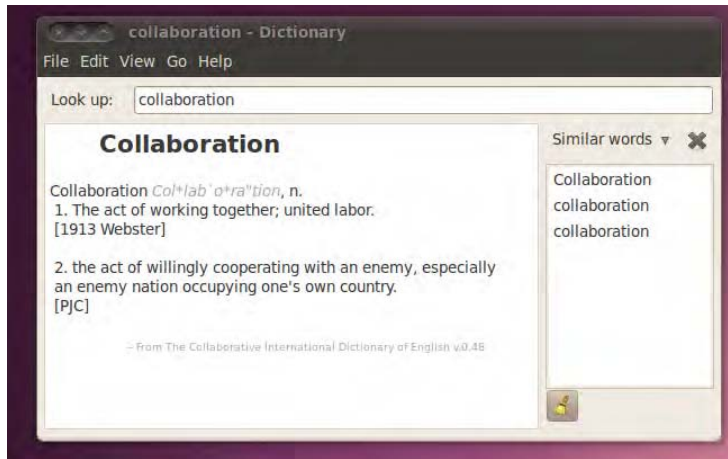 collaboration - Dictionary
File Edit View Go Help
Look up: collaboration
Collaboration
Collaboration Col*lab`o*ra"tion, n.
1. The act of working together; united labor.
[1913 Webster]
2. the act of willingly cooperating with an enemy, especially
an enemy nation occupying one's own country.
[PJC]
-- From The Collaborative International Dictionary of English v.0.48
Similar words
Collaboration
collaboration
collaboration